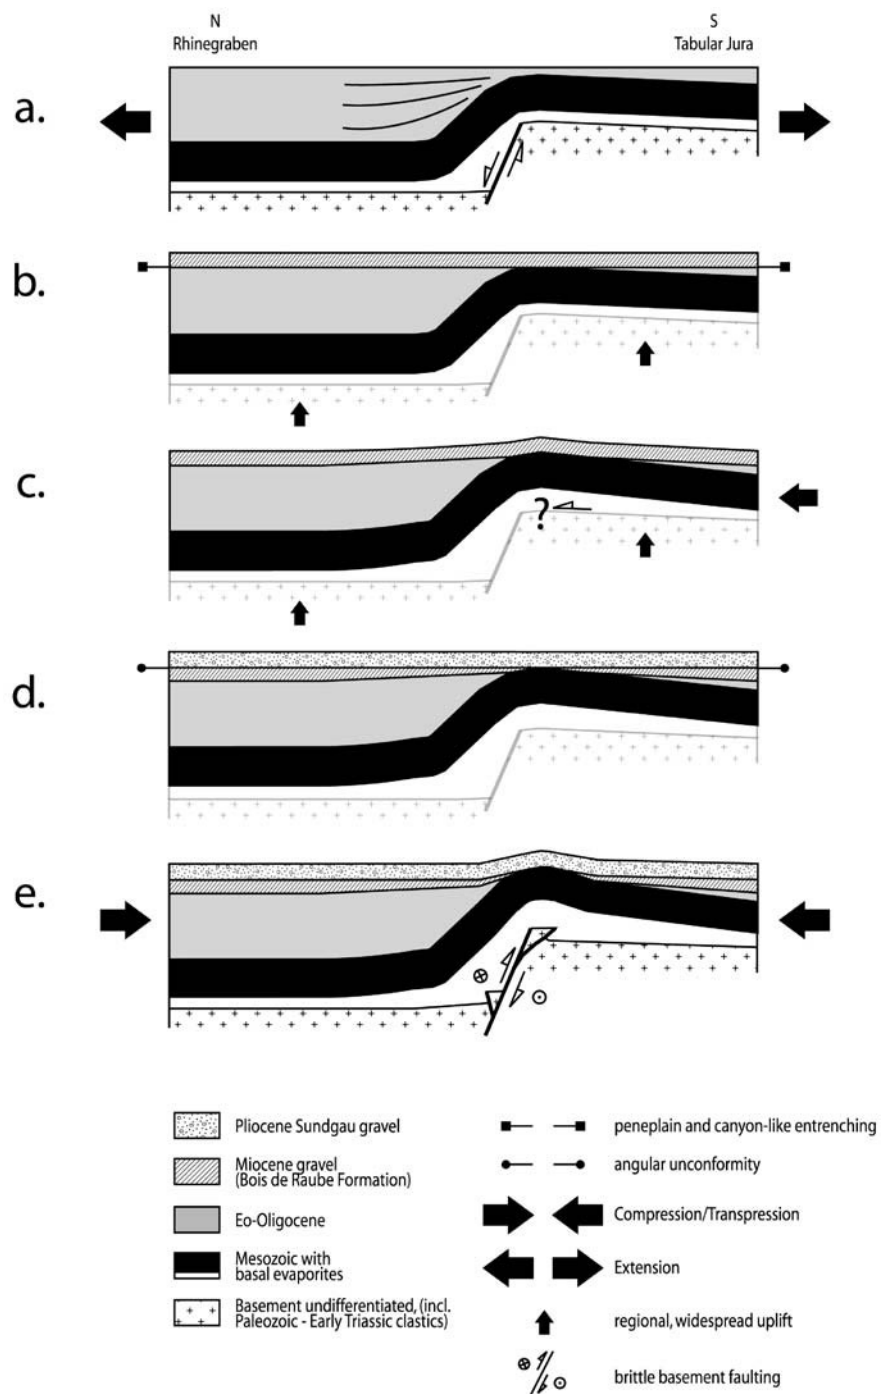 N
Rhinegraben
S
Tabular Jura
a.
b.
c.
?
d.
e.
Pliocene Sundgau gravel
Miocene gravel
(Bois de Raube Formation)
Eo-Oligocene
Mesozoic with
basal evaporites
Basement undifferentiated, (incl.
Paleozoic - Early Triassic clastics)
peneplain and canyon-like entrenching
angular unconformity
Compression/Transpression
Extension
regional, widespread uplift
brittle basement faulting